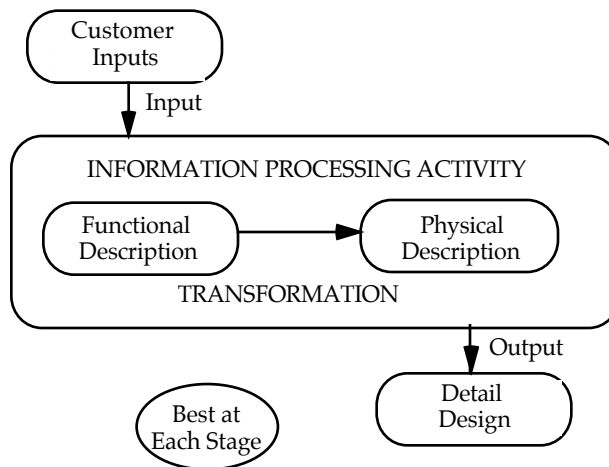 Customer
Inputs
Input
INFORMATION PROCESSING ACTIVITY
Functional
Description
Physical
Description
TRANSFORMATION
Output
Detail
Design
Best at
Each Stage